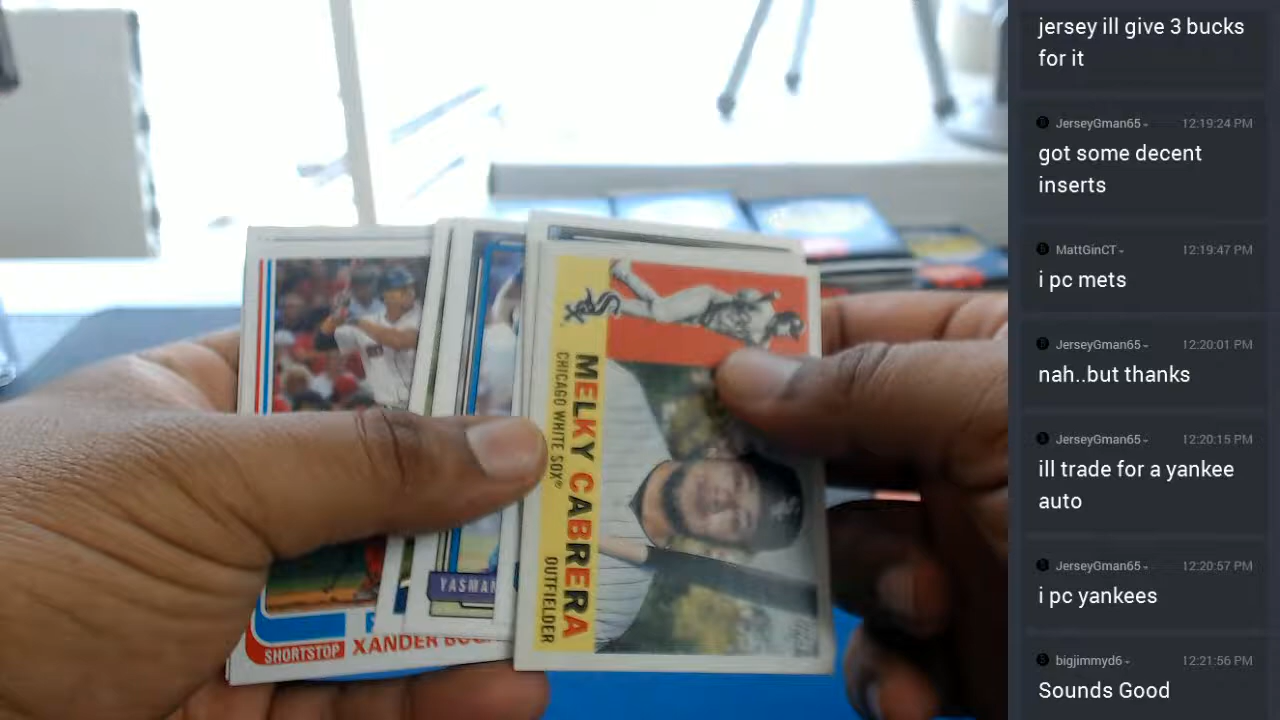 MELKY CABRERA
CHICAGO WHITE SOX®
OUTFIELDER
YASMAN
SHORTSTOP
XANDER
jersey ill give 3 bucks
for it
JerseyGman65
12:19:24 PM
got some decent
inserts
MattGinCT
12:19:47 PM
i pc mets
JerseyGman65
12:20:01 PM
nah..but thanks
JerseyGman65
12:20:15 PM
ill trade for a yankee
auto
JerseyGman65
12:20:57 PM
i pc yankees
bigjimmyd6
12:21:56 PM
Sounds Good